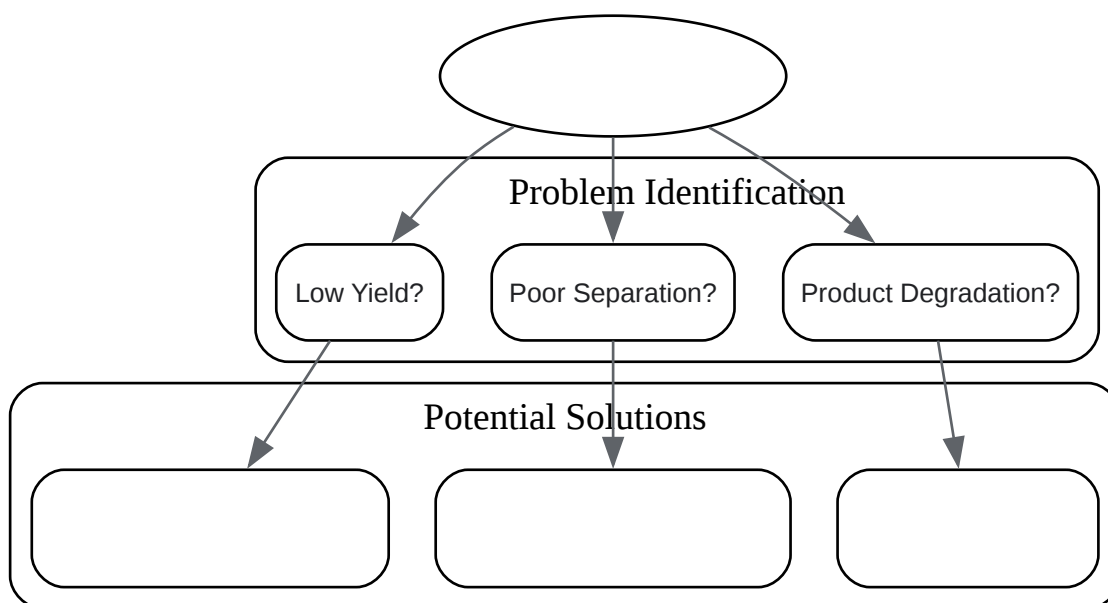 Problem Identification
Low Yield?
Poor Separation?
Product Degradation?
Potential Solutions